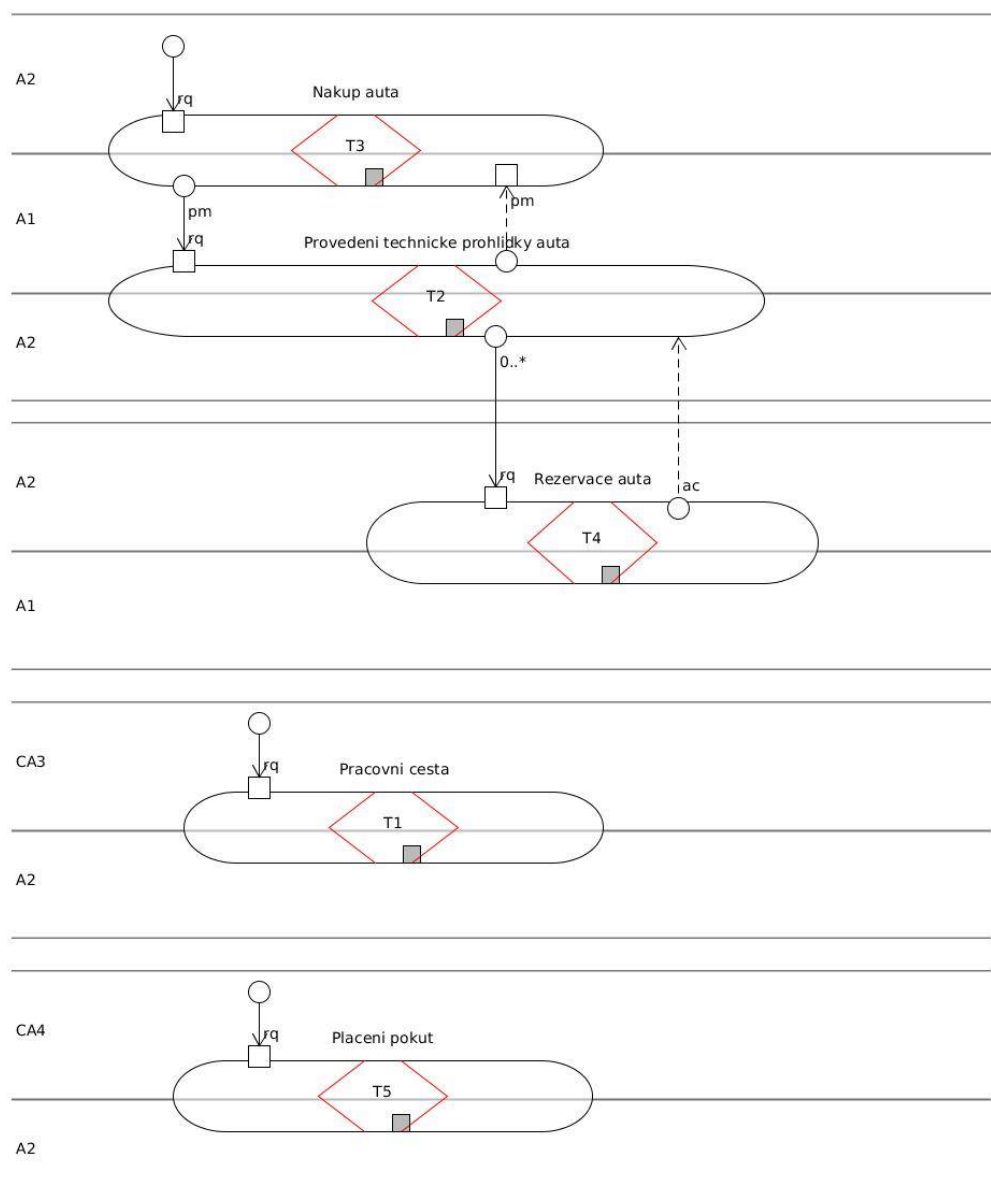 A2
rq
Nakup auta
T3
A1
pm
pm
rq
Provedeni technicke prohlidky auta
T2
A2
0..*
A2
rq
Rezervace auta
ac
T4
A1
CA3
rq
Pracovni cesta
T1
A2
CA4
rq
Placeni pokut
T5
A2